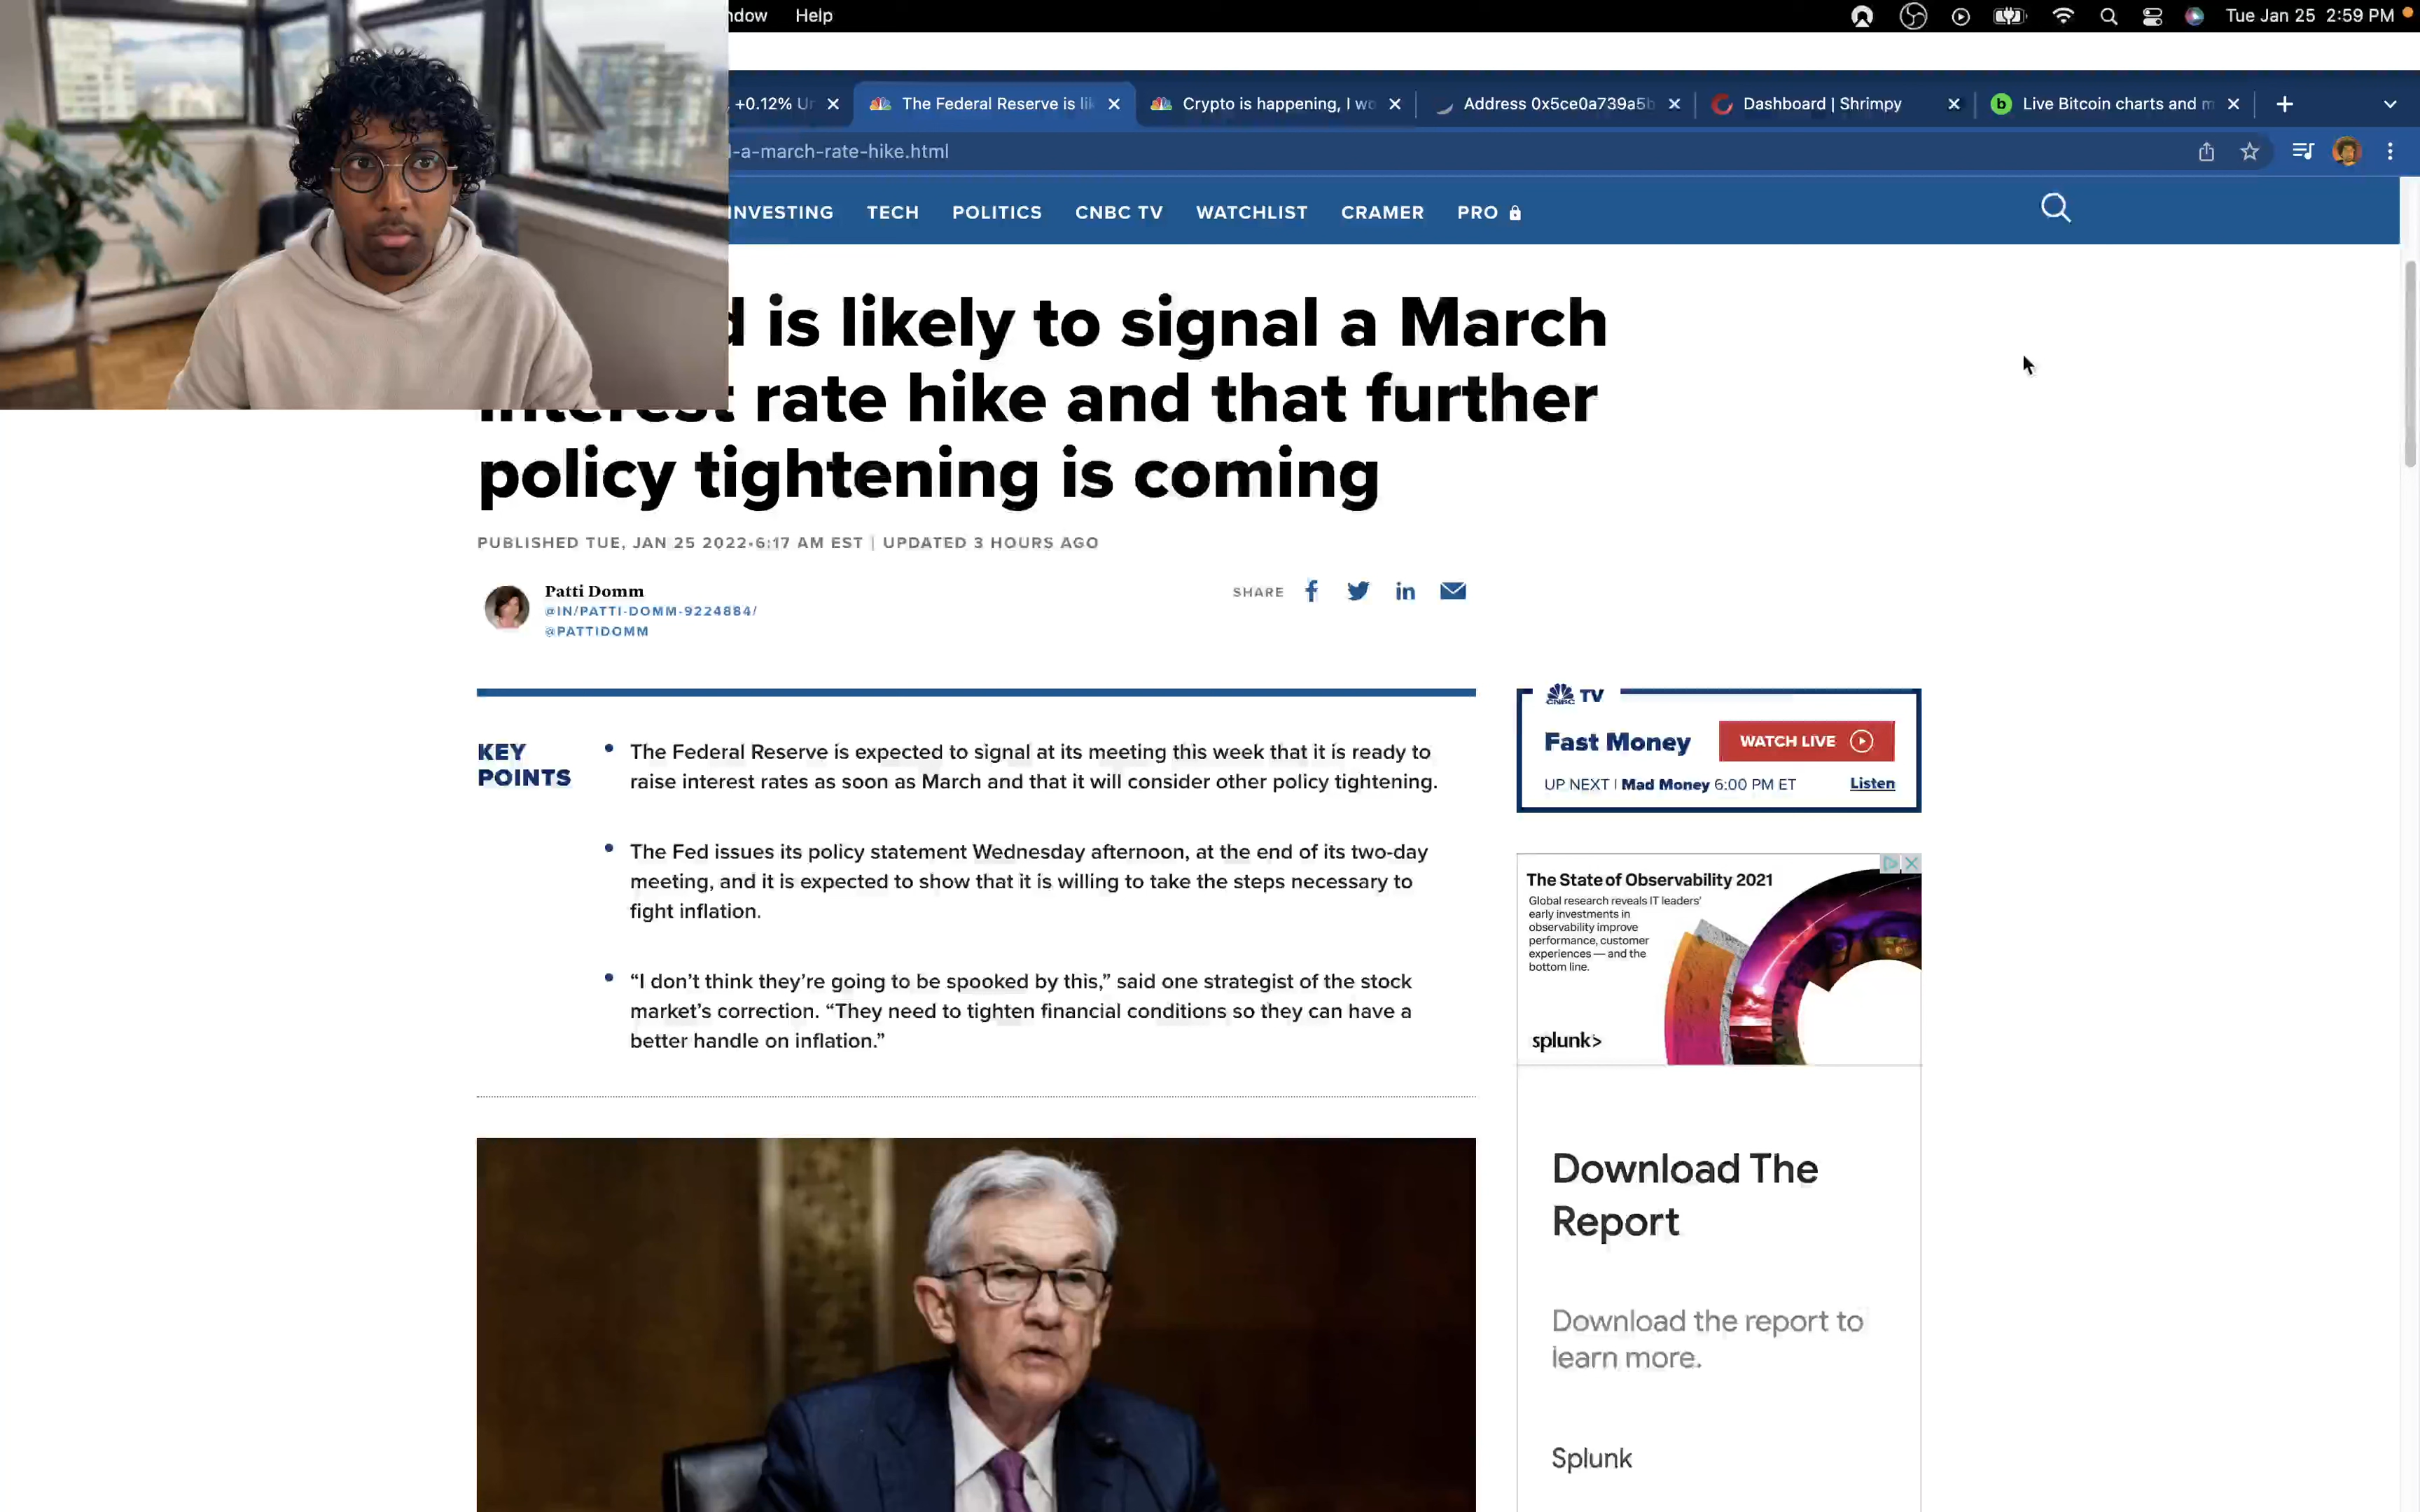 Help
Tue Jan 25 2:59 PM
+0.12% Ur
The Federal Reserve is lik
Crypto is happening, I wo
Address 0x5ce0a739a5b
Dashboard | Shrimpy
Live Bitcoin charts and m
-a-march-rate-hike.html
INVESTING TECH POLITICS CNBC TV WATCHLIST CRAMER PRO
is likely to signal a March
interest rate hike and that further
policy tightening is coming
PUBLISHED TUE, JAN 25 2022•6:17 AM EST | UPDATED 3 HOURS AGO
Patti Domm
@IN/PATTI-DOMM-9224884/
@PATTIDOMM
SHARE
KEY
POINTS
The Federal Reserve is expected to signal at its meeting this week that it is ready to
raise interest rates as soon as March and that it will consider other policy tightening.
The Fed issues its policy statement Wednesday afternoon, at the end of its two-day
meeting, and it is expected to show that it is willing to take the steps necessary to
fight inflation.
“I don’t think they’re going to be spooked by this,” said one strategist of the stock
market’s correction. “They need to tighten financial conditions so they can have a
better handle on inflation.”
CNBC TV
Fast Money
WATCH LIVE
UP NEXT | Mad Money 6:00 PM ET
Listen
The State of Observability 2021
Global research reveals IT leaders’
early investments in
observability improve
performance, customer
experiences — and the
bottom line.
splunk>
Download The
Report
Download the report to
learn more.
Splunk